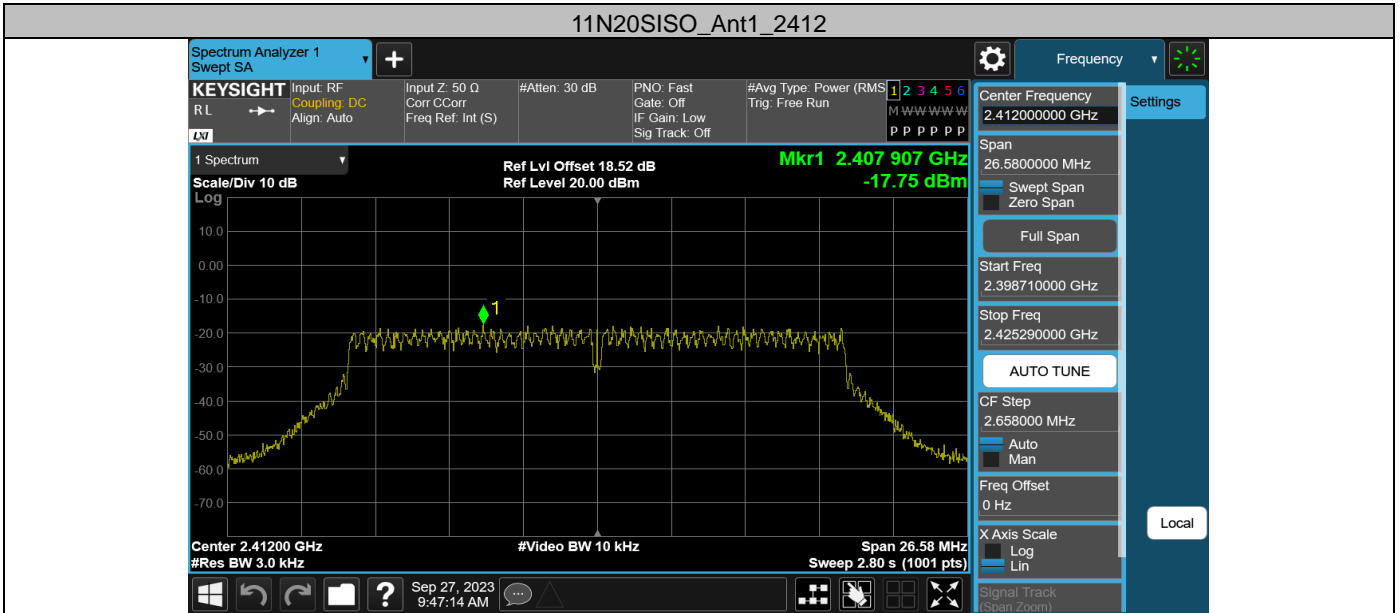 11N20SISO_Ant1_2412
Spectrum Analyzer 1
Swept SA
+
Frequency
KEYSIGHT
R L
LXI
Input: RF
Coupling: DC
Align: Auto
Input Z: 50 Ω
Corr CCorr
Freq Ref: Int (S)
#Atten: 30 dB
PNO: Fast
Gate: Off
IF Gain: Low
Sig Track: Off
#Avg Type: Power (RMS
Trig: Free Run
1 2 3 4 5 6
M W W W W W
P P P P P P
1 Spectrum
Scale/Div 10 dB
Ref Lvl Offset 18.52 dB
Ref Level 20.00 dBm
Mkr1 2.407 907 GHz
-17.75 dBm
Log
10.0
0.00
-10.0
-20.0
-30.0
-40.0
-50.0
-60.0
-70.0
1
Center 2.41200 GHz
#Res BW 3.0 kHz
#Video BW 10 kHz
Span 26.58 MHz
Sweep 2.80 s (1001 pts)
Center Frequency
2.412000000 GHz
Span
26.5800000 MHz
Swept Span
Zero Span
Full Span
Start Freq
2.398710000 GHz
Stop Freq
2.425290000 GHz
AUTO TUNE
CF Step
2.658000 MHz
Auto
Man
Freq Offset
0 Hz
X Axis Scale
Log
Lin
Signal Track
(Span Zoom)
Settings
Local
?
Sep 27, 2023
9:47:14 AM